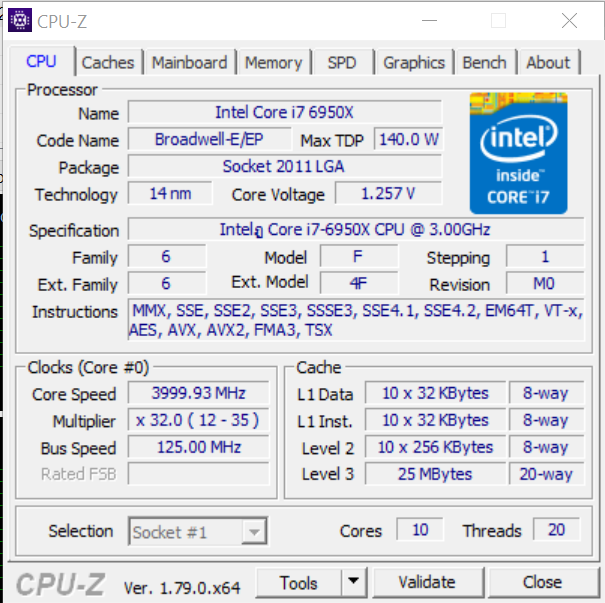 CPU-Z
CPU Caches Mainboard Memory SPD Graphics Bench About
Processor
Name Intel Core i7 6950X
Code Name Broadwell-E/EP Max TDP 140.0 W
Package Socket 2011 LGA
Technology 14 nm Core Voltage 1.257 V
intel
inside™
CORE™ i7
Specification Intel(ฏ Core i7-6950X CPU @ 3.00GHz
Family 6 Model F Stepping 1
Ext. Family 6 Ext. Model 4F Revision M0
Instructions MMX, SSE, SSE2, SSE3, SSSE3, SSE4.1, SSE4.2, EM64T, VT-x,
AES, AVX, AVX2, FMA3, TSX
Clocks (Core #0)
Core Speed 3999.93 MHz
Multiplier x 32.0 ( 12 - 35 )
Bus Speed 125.00 MHz
Rated FSB
Cache
L1 Data 10 x 32 KBytes 8-way
L1 Inst. 10 x 32 KBytes 8-way
Level 2 10 x 256 KBytes 8-way
Level 3 25 MBytes 20-way
Selection Socket #1 Cores 10 Threads 20
CPU-Z Ver. 1.79.0.x64 Tools Validate Close